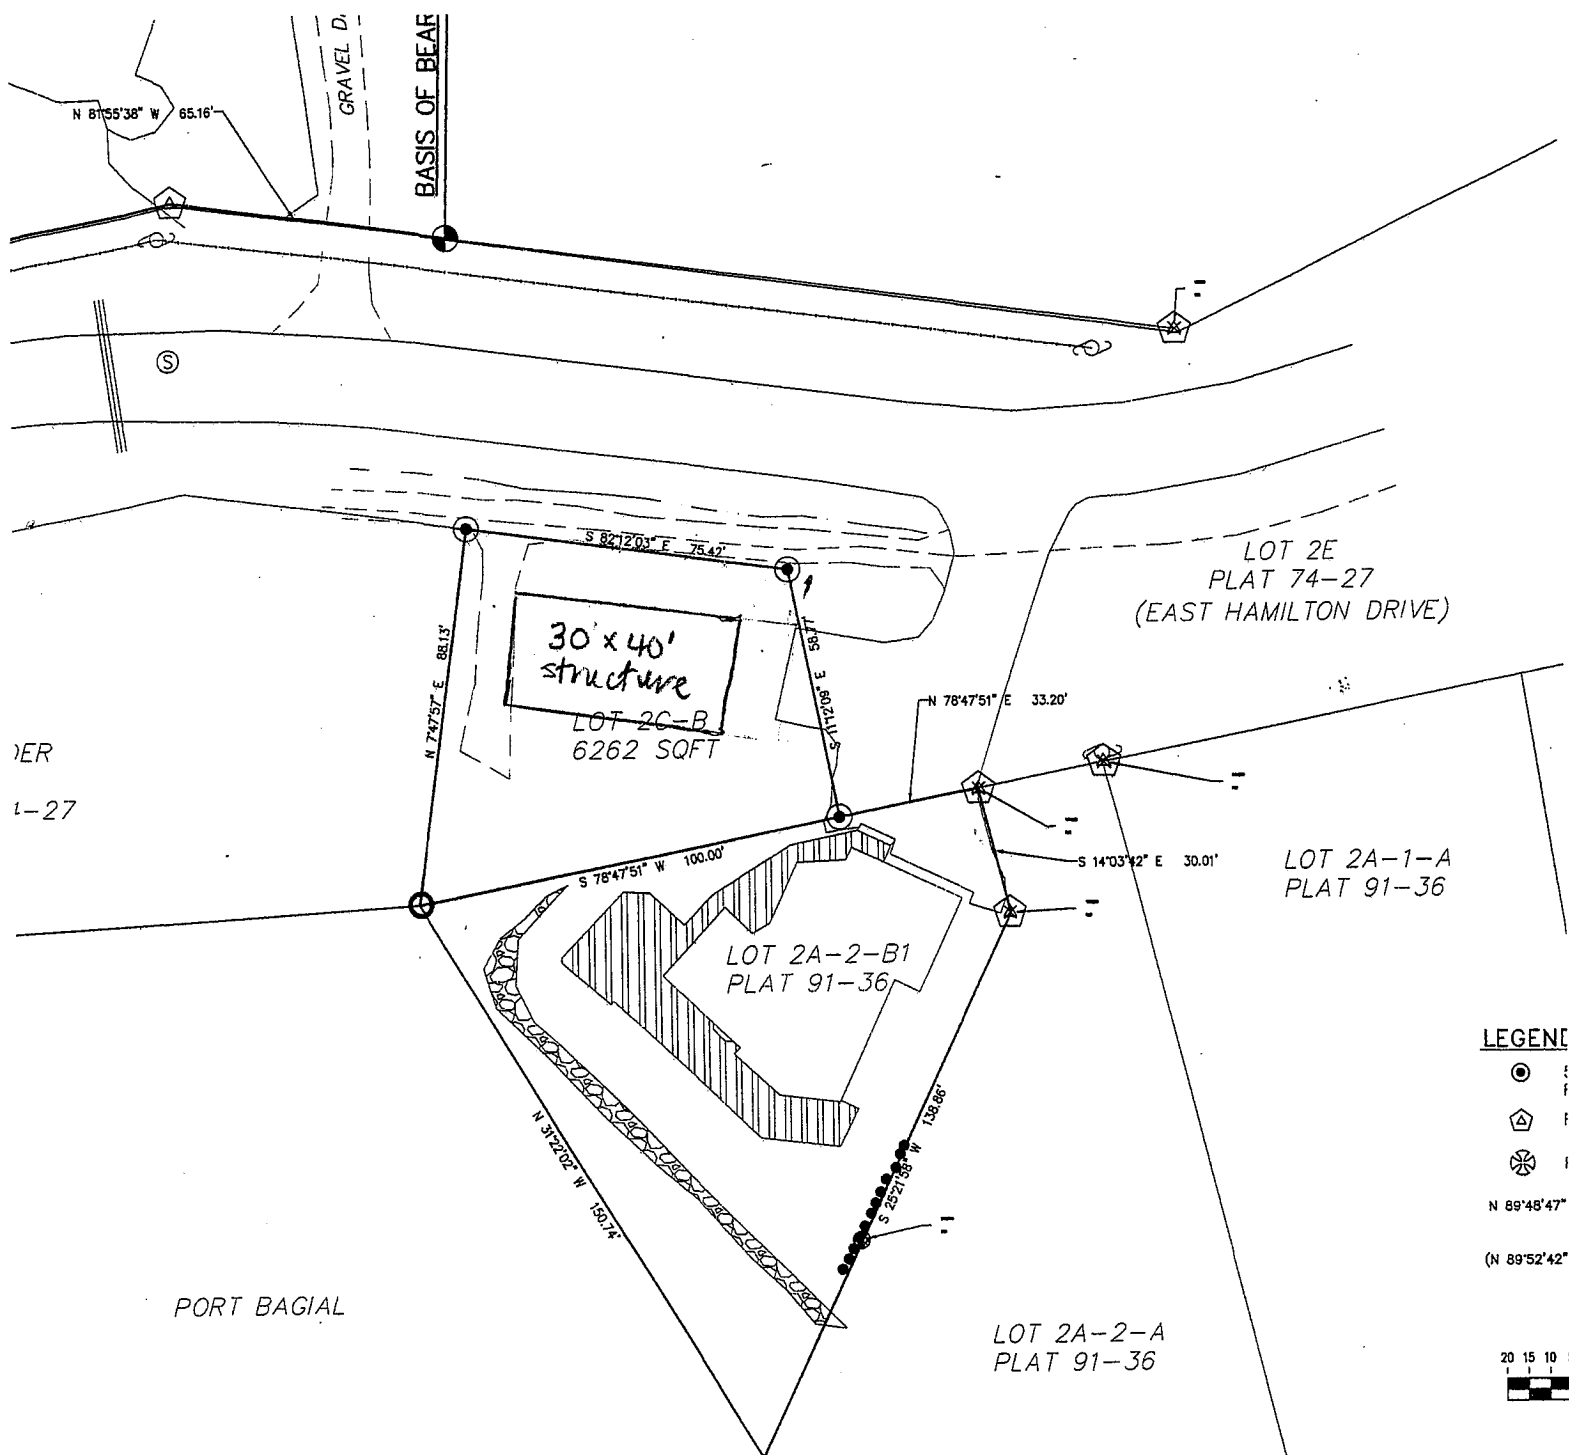 GRAVEL D
BASIS OF BEAR
N 81°55'38" W 65.16'
S
S 82°12'03" E 75.42'
LOT 2E
PLAT 74-27
(EAST HAMILTON DRIVE)
30' x 40'
structure
N 7°47'57" E 88.13'
S 11°12'09" E 58.71'
N 78°47'51" E 33.20'
LOT 2C-B
6262 SQFT
DER
-27
S 78°47'51" W 100.00'
S 14°03'42" E 30.01'
LOT 2A-1-A
PLAT 91-36
LOT 2A-2-B1
PLAT 91-36
LEGEND
N 31°22'02" W 150.74'
S 25°21'58" W 138.86'
N 89°48'47"
(N 89°52'42"
PORT BAGIAL
LOT 2A-2-A
PLAT 91-36
20 15 10